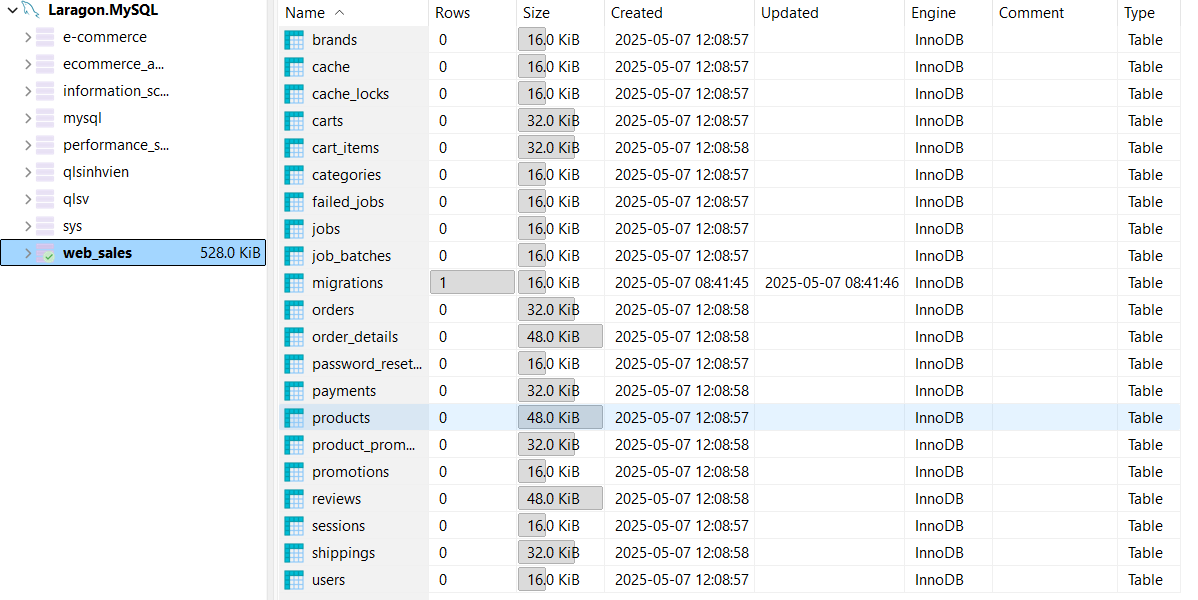 Laragon.MySQL
e-commerce
ecommerce_a...
information_sc...
mysql
performance_s...
qlsinhvien
qlsv
sys
web_sales 528.0 KiB
Name Rows Size Created Updated Engine Comment Type
brands 0 16.0 KiB 2025-05-07 12:08:57 InnoDB Table
cache 0 16.0 KiB 2025-05-07 12:08:57 InnoDB Table
cache_locks 0 16.0 KiB 2025-05-07 12:08:57 InnoDB Table
carts 0 32.0 KiB 2025-05-07 12:08:57 InnoDB Table
cart_items 0 32.0 KiB 2025-05-07 12:08:58 InnoDB Table
categories 0 16.0 KiB 2025-05-07 12:08:57 InnoDB Table
failed_jobs 0 16.0 KiB 2025-05-07 12:08:57 InnoDB Table
jobs 0 16.0 KiB 2025-05-07 12:08:57 InnoDB Table
job_batches 0 16.0 KiB 2025-05-07 12:08:57 InnoDB Table
migrations 1 16.0 KiB 2025-05-07 08:41:45 2025-05-07 08:41:46 InnoDB Table
orders 0 32.0 KiB 2025-05-07 12:08:58 InnoDB Table
order_details 0 48.0 KiB 2025-05-07 12:08:58 InnoDB Table
password_reset... 0 16.0 KiB 2025-05-07 12:08:57 InnoDB Table
payments 0 32.0 KiB 2025-05-07 12:08:58 InnoDB Table
products 0 48.0 KiB 2025-05-07 12:08:57 InnoDB Table
product_prom... 0 32.0 KiB 2025-05-07 12:08:58 InnoDB Table
promotions 0 16.0 KiB 2025-05-07 12:08:58 InnoDB Table
reviews 0 48.0 KiB 2025-05-07 12:08:58 InnoDB Table
sessions 0 16.0 KiB 2025-05-07 12:08:57 InnoDB Table
shippings 0 32.0 KiB 2025-05-07 12:08:58 InnoDB Table
users 0 16.0 KiB 2025-05-07 12:08:57 InnoDB Table